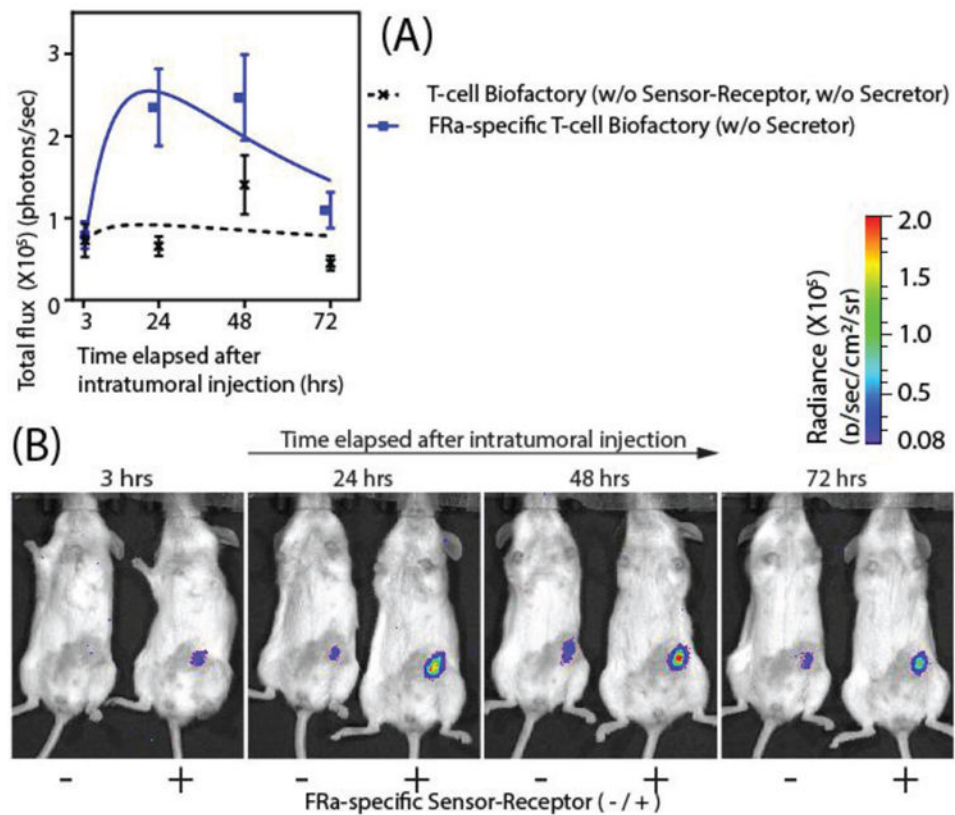 (A)
3
2
1
0
3 24 48 72
Total flux (X10⁵) (photons/sec)
Time elapsed after
intratumoral injection (hrs)
T-cell Biofactory (w/o Sensor-Receptor, w/o Secretor)
FRa-specific T-cell Biofactory (w/o Secretor)
Radiance (X10⁵)
(p/sec/cm²/sr)
2.0
1.5
1.0
0.5
0.08
(B)
Time elapsed after intratumoral injection
3 hrs 24 hrs 48 hrs 72 hrs
- + - + - + - +
FRa-specific Sensor-Receptor ( - / + )